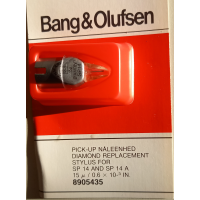 Bang & Olufsen
PICK-UP NALEENHED
DIAMOND REPLACEMENT
STYLUS FOR
SP 14 AND SP 14 A
15 µ / 0.6 × 10⁻³ IN.
8905435